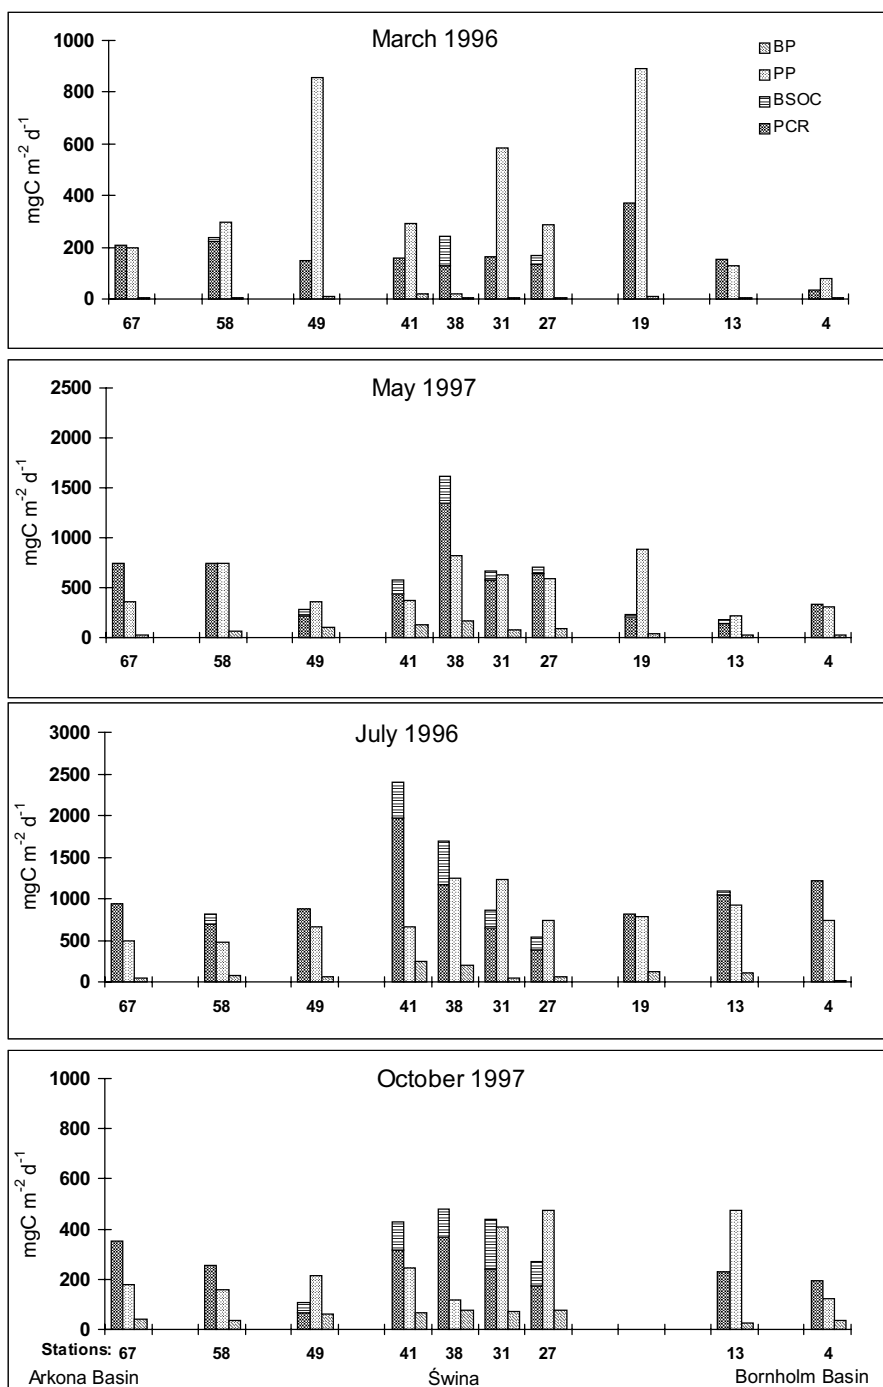 March 1996
mgC m-2 d-1
1000
800
600
400
200
0
BP
PP
BSOC
PCR
67 58 49 41 38 31 27 19 13 4
May 1997
mgC m-2 d-1
2500
2000
1500
1000
500
0
67 58 49 41 38 31 27 19 13 4
July 1996
mgC m-2 d-1
3000
2500
2000
1500
1000
500
0
67 58 49 41 38 31 27 19 13 4
October 1997
mgC m-2 d-1
1000
800
600
400
200
0
Stations: 67 58 49 41 38 31 27 13 4
Arkona Basin Świna Bornholm Basin